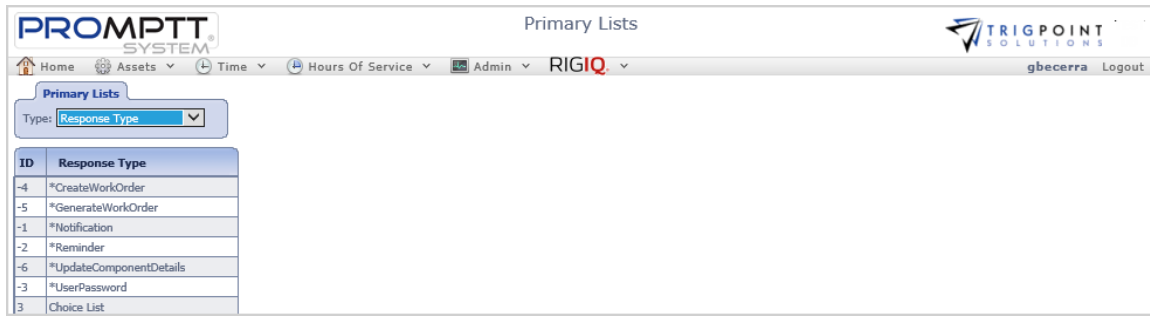 PROMPTT®
SYSTEM
Primary Lists
TRIGPOINT
SOLUTIONS
Home Assets Time Hours Of Service Admin RIGIQ. gbecerra Logout
Primary Lists
Type: Response Type
ID Response Type
-4 *CreateWorkOrder
-5 *GenerateWorkOrder
-1 *Notification
-2 *Reminder
-6 *UpdateComponentDetails
-3 *UserPassword
3 Choice List